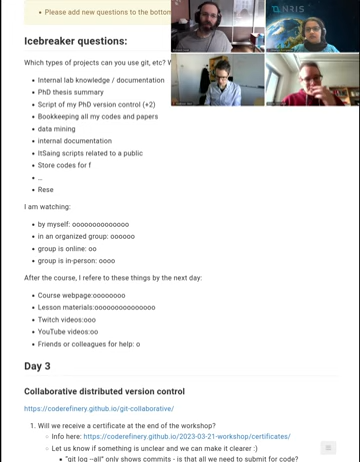 • Please add new questions to the bottom
Icebreaker questions:
Which types of projects can you use git, etc?
• Internal lab knowledge / documentation
• PhD thesis summary
• Script of my PhD version control (+2)
• Bookkeeping all my codes and papers
• data mining
• internal documentation
• ItSaing scripts related to a public
• Store codes for f
• ..
• Rese
I am watching:
• by myself: oooooooooooooo
• in an organized group: oooooo
• group is online: oo
• group is in-person: oooo
After the course, I refere to these things by the next day:
• Course webpage:oooooooo
• Lesson materials:ooooooooooooooo
• Twitch videos:ooo
• YouTube videos:oo
• Friends or colleagues for help: o
Day 3
Collaborative distributed version control
https://coderefinery.github.io/git-collaborative/
1. Will we receive a certificate at the end of the workshop?
○ Info here: https://coderefinery.github.io/2023-03-21-workshop/certificates/
○ Let us know if something is unclear and we can make it clearer :)
▪ "git log --all" only shows commits - is that all we need to submit for code?